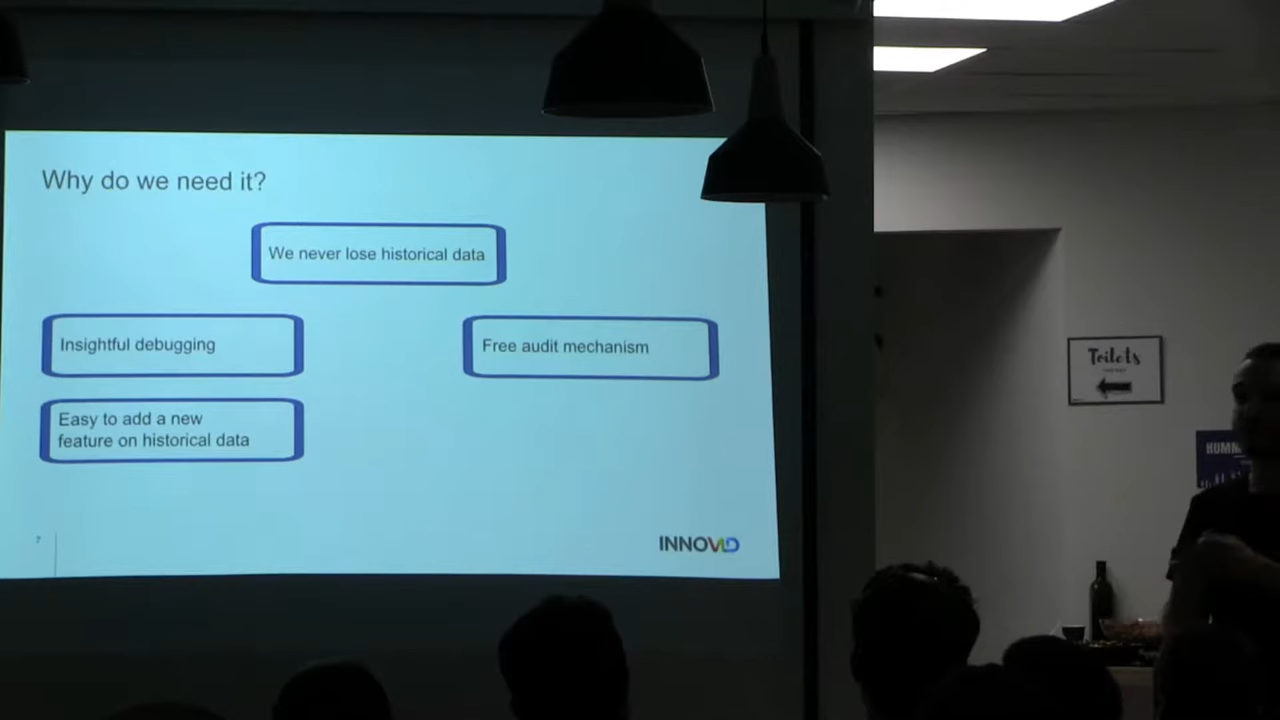 Why do we need it?
We never lose historical data
Insightful debugging
Free audit mechanism
Easy to add a new
feature on historical data
INNOVID
Toilets
HUMM